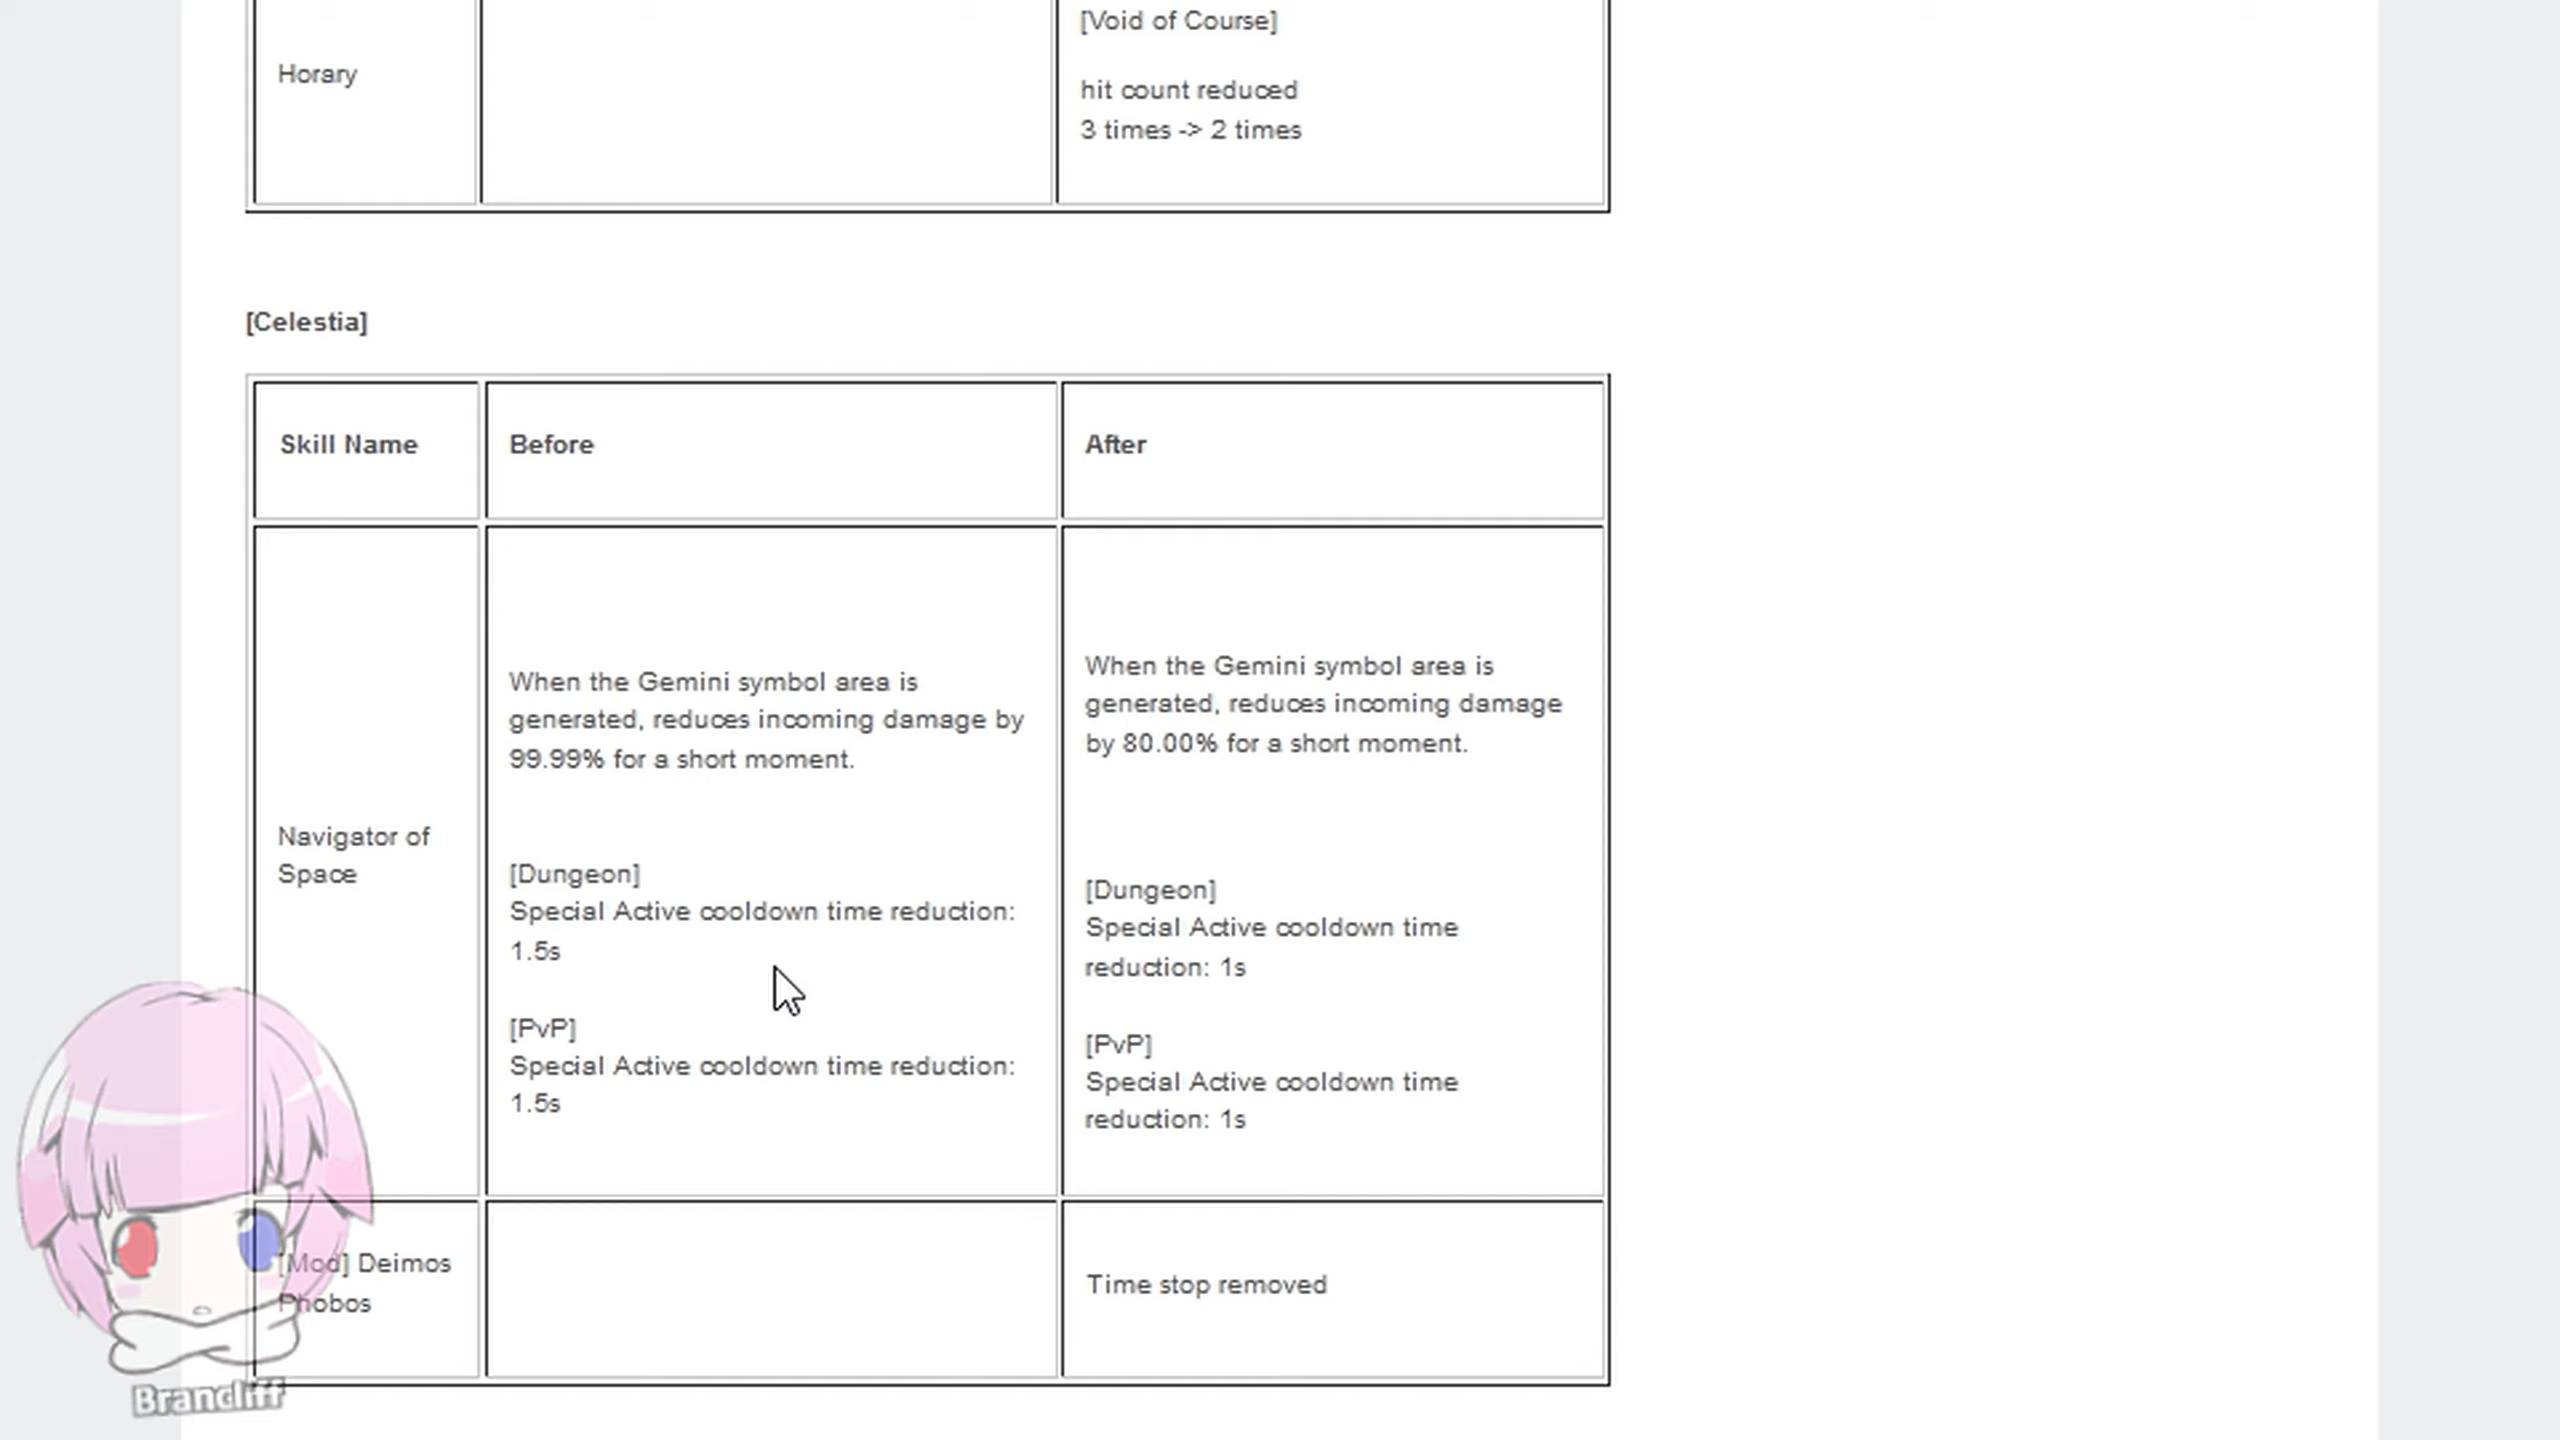 [Void of Course]
Horary
hit count reduced
3 times -> 2 times
[Celestia]
Skill Name
Before
After
Navigator of
Space
When the Gemini symbol area is
generated, reduces incoming damage by
99.99% for a short moment.
[Dungeon]
Special Active cooldown time reduction:
1.5s
[PvP]
Special Active cooldown time reduction:
1.5s
When the Gemini symbol area is
generated, reduces incoming damage
by 80.00% for a short moment.
[Dungeon]
Special Active cooldown time
reduction: 1s
[PvP]
Special Active cooldown time
reduction: 1s
[Mod] Deimos
Phobos
Time stop removed
Brancliff